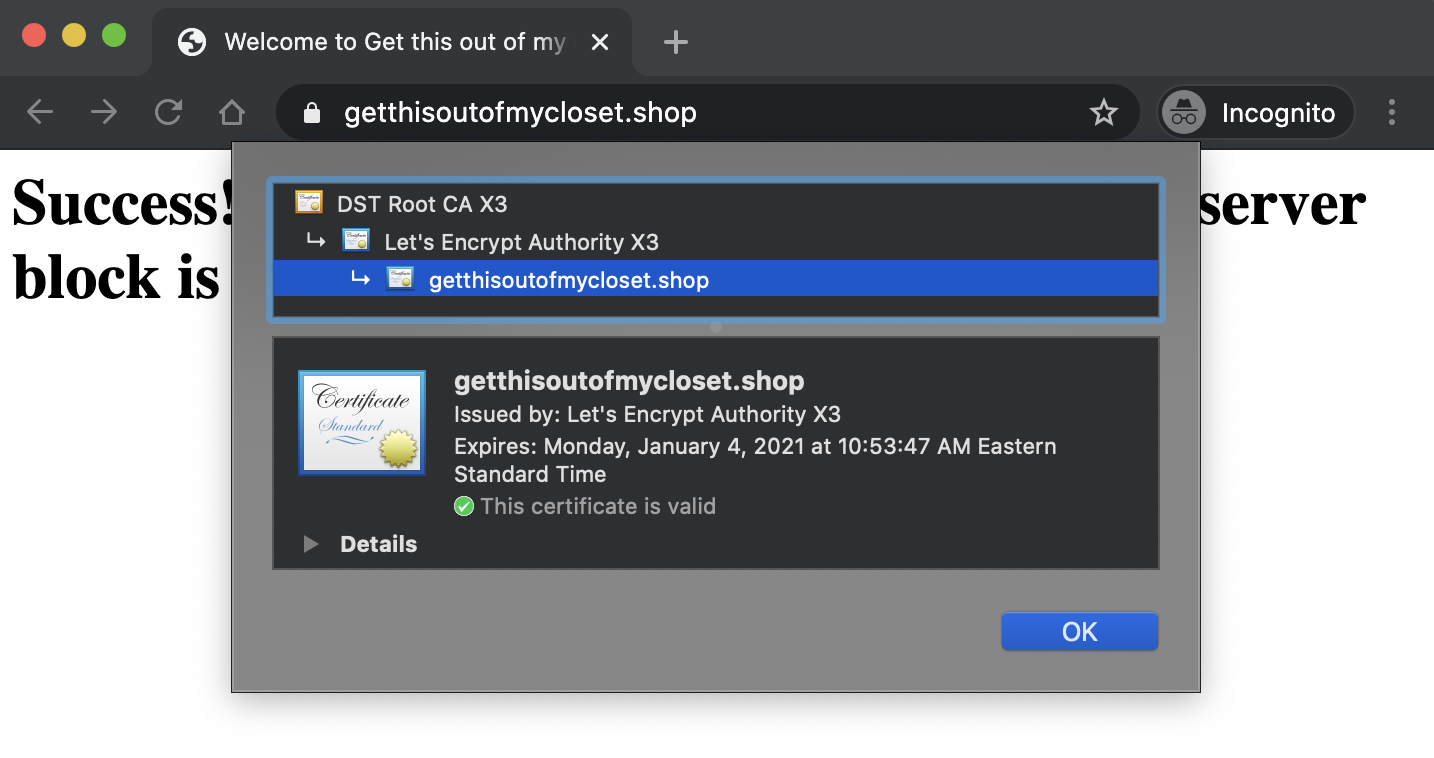 Welcome to Get this out of my
getthisoutofmycloset.shop
Incognito
Success! server
block is
DST Root CA X3
Let's Encrypt Authority X3
getthisoutofmycloset.shop
Certificate
Standard
getthisoutofmycloset.shop
Issued by: Let's Encrypt Authority X3
Expires: Monday, January 4, 2021 at 10:53:47 AM Eastern
Standard Time
This certificate is valid
Details
OK